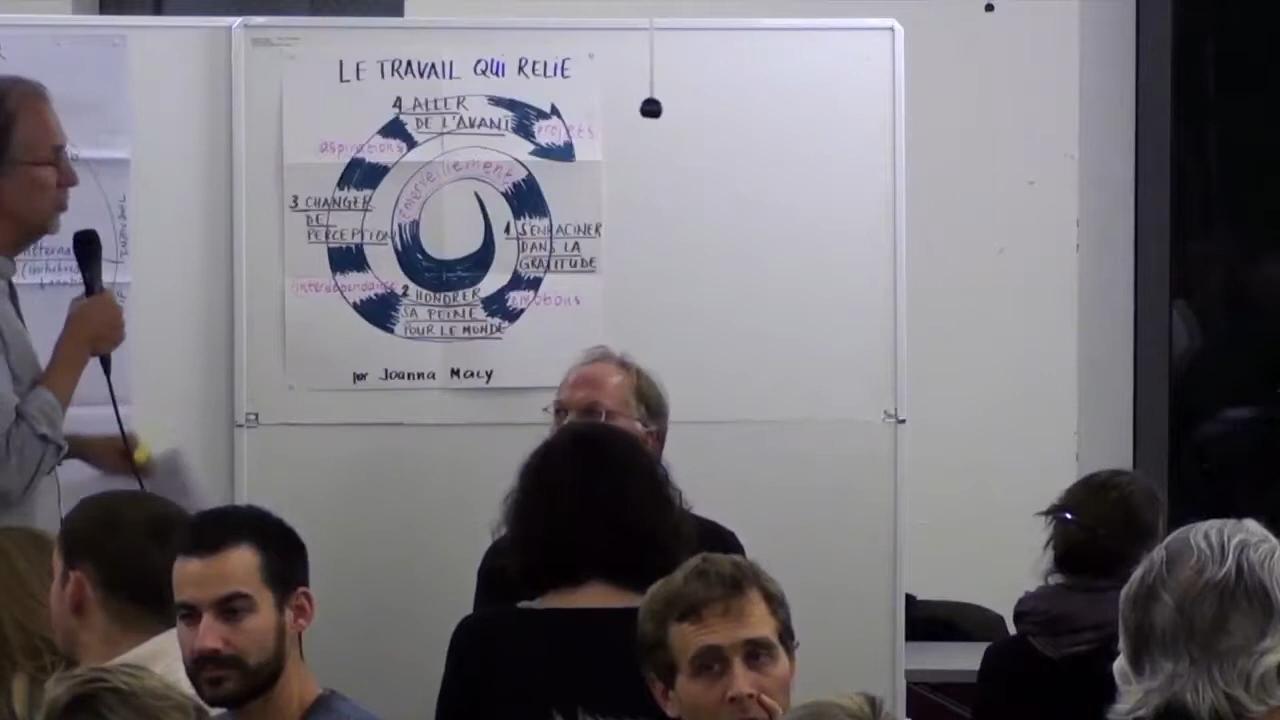 LE TRAVAIL QUI RELIE
4 ALLER
DE L'AVANT
projets
aspirations
émerveillement
3 CHANGER
DE
PERCEPTION
1 S'ENRACINER
DANS LA
GRATITUDE
interdépendance
2 HONORER
SA PEINE
POUR LE MONDE
émotions
par Joanna Macy